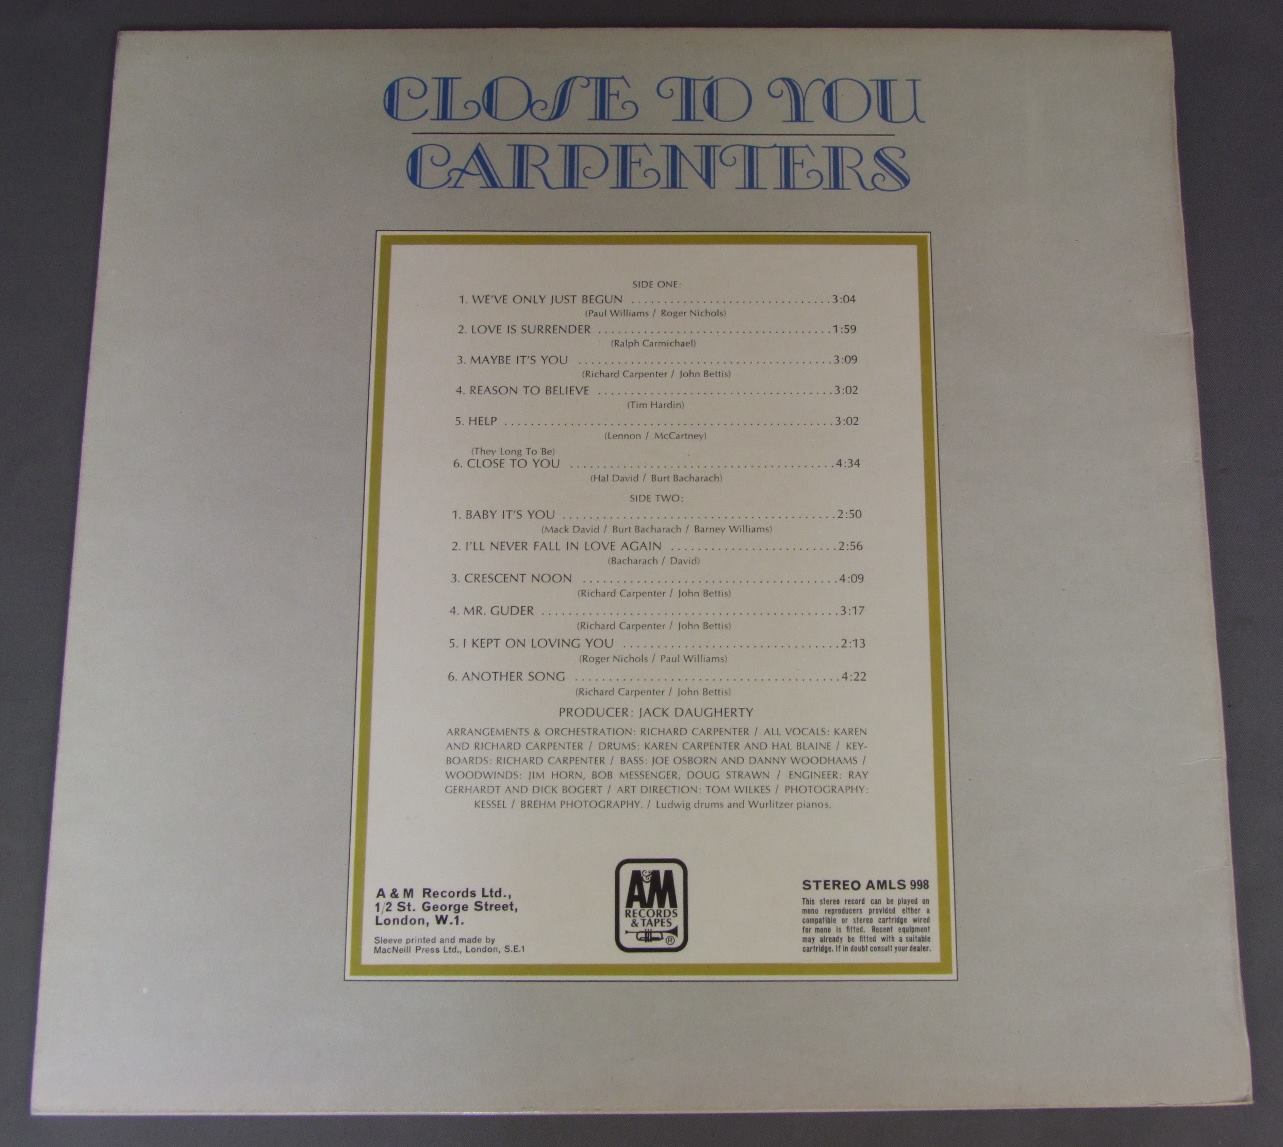 CLOSE TO YOU
CARPENTERS
SIDE ONE:
1. WE'VE ONLY JUST BEGUN ..............................3:04
(Paul Williams / Roger Nichols)
2. LOVE IS SURRENDER ...................................1:59
(Ralph Carmichael)
3. MAYBE IT'S YOU .......................................3:09
(Richard Carpenter / John Bettis)
4. REASON TO BELIEVE ...................................3:02
(Tim Hardin)
5. HELP ..................................................3:02
(Lennon / McCartney)
(They Long To Be)
6. CLOSE TO YOU ........................................4:34
(Hal David / Burt Bacharach)
SIDE TWO:
1. BABY IT'S YOU .........................................2:50
(Mack David / Burt Bacharach / Barney Williams)
2. I'LL NEVER FALL IN LOVE AGAIN .........................2:56
(Bacharach / David)
3. CRESCENT NOON ......................................4:09
(Richard Carpenter / John Bettis)
4. MR. GUDER ............................................3:17
(Richard Carpenter / John Bettis)
5. I KEPT ON LOVING YOU ................................2:13
(Roger Nichols / Paul Williams)
6. ANOTHER SONG .......................................4:22
(Richard Carpenter / John Bettis)
PRODUCER: JACK DAUGHERTY
ARRANGEMENTS & ORCHESTRATION: RICHARD CARPENTER / ALL VOCALS: KAREN
AND RICHARD CARPENTER / DRUMS: KAREN CARPENTER AND HAL BLAINE / KEY-
BOARDS: RICHARD CARPENTER / BASS: JOE OSBORN AND DANNY WOODHAMS /
WOODWINDS: JIM HORN, BOB MESSENGER, DOUG STRAWN / ENGINEER: RAY
GERHARDT AND DICK BOGERT / ART DIRECTION: TOM WILKES / PHOTOGRAPHY:
KESSEL / BREHM PHOTOGRAPHY. / Ludwig drums and Wurlitzer pianos.
A & M Records Ltd.,
1/2 St. George Street,
London, W.1.
Sleeve printed and made by
MacNeill Press Ltd., London, S.E.1
A&M
RECORDS
& TAPES
®
STEREO AMLS 998
This stereo record can be played on
mono reproducers provided either a
compatible or stereo cartridge wired
for mono is fitted. Recent equipment
may already be fitted with a suitable
cartridge. If in doubt consult your dealer.